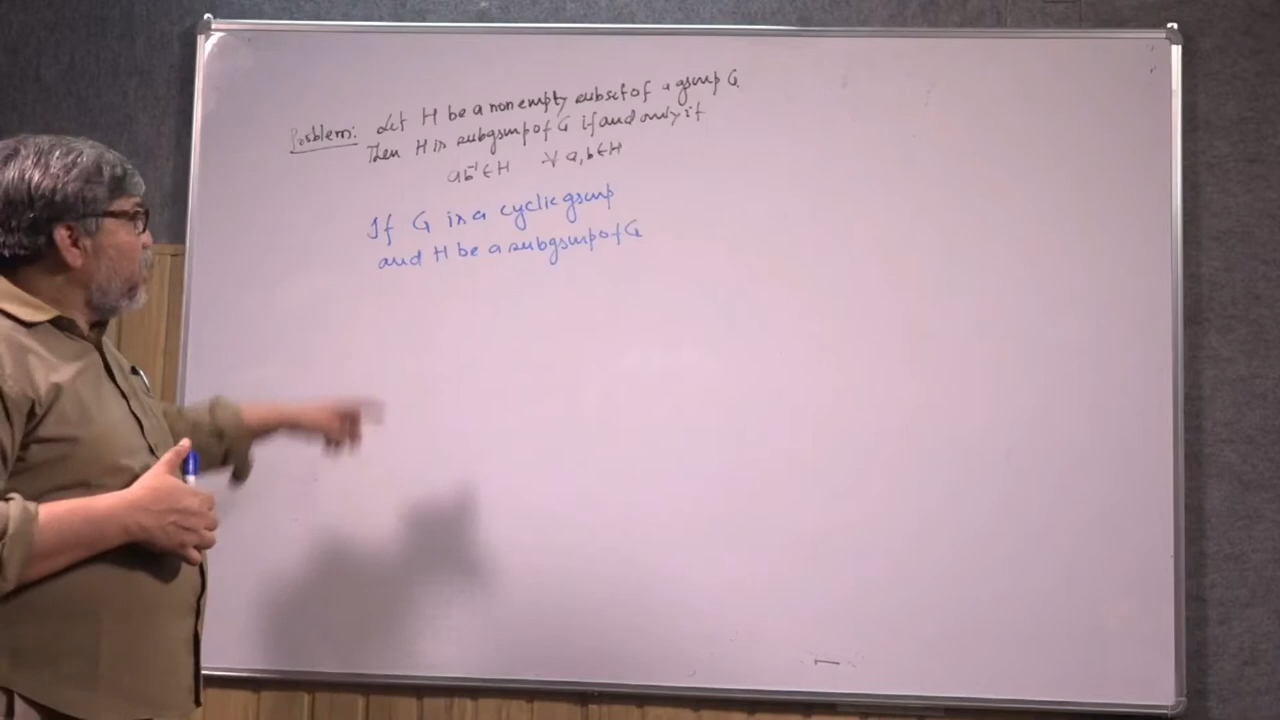 Problem: Let H be a nonempty subset of a group G.
Then H is subgroup of G if and only if
ab⁻¹ ∈ H ∀ a, b ∈ H
If G is a cyclic group
and H be a subgroup of G